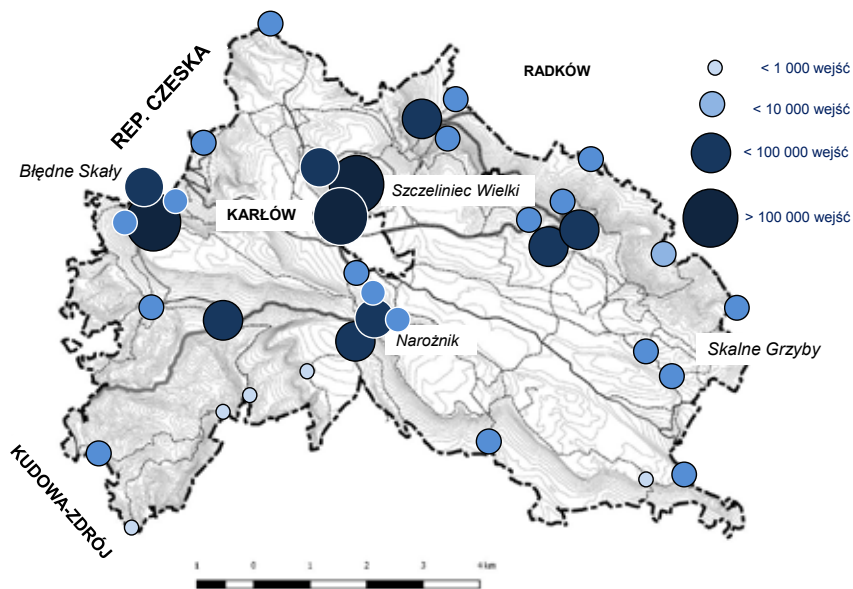 REP. CZESKA
RADKÓW
< 1 000 wejść
< 10 000 wejść
< 100 000 wejść
> 100 000 wejść
Błędne Skały
Szczeliniec Wielki
KARŁÓW
Narożnik
Skalne Grzyby
KUDOWA-ZDRÓJ
1 0 1 2 3 4 km